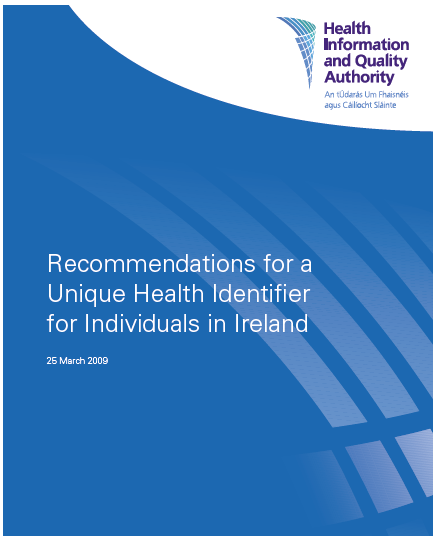 Health
Information
and Quality
Authority
An tÚdarás Um Fhaisnéis
agus Cáilíocht Sláinte
Recommendations for a
Unique Health Identifier
for Individuals in Ireland
25 March 2009